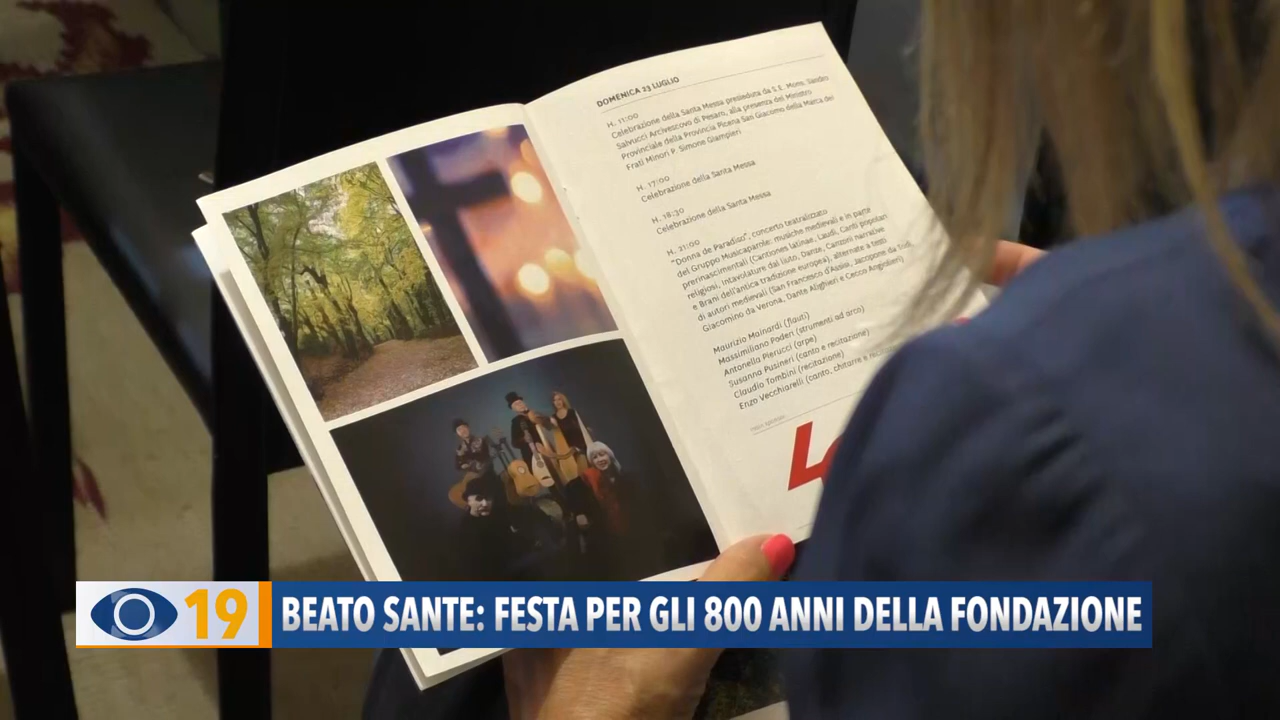 DOMENICA 23 LUGLIO
H. 11:00
Celebrazione della Santa Messa presieduta da S.E. Mons. Sandro
Salvucci Arcivescovo di Pesaro, alla presenza del Ministro
Provinciale della Provincia Picena San Giacomo della Marca dei
Frati Minori P. Simone Giampieri
H. 17:00
Celebrazione della Santa Messa
H. 18:30
Celebrazione della Santa Messa
H. 21:00
"Donna de Paradiso", concerto teatralizzato
del Gruppo Musicaparole: musiche medievali e in parte
prerinascimentali (Cantiones latinae, Laudi, Canti popolari
religiosi, Intavolature dal liuto, Danze, Canzoni narrative
e Brani dell'antica tradizione europea), alternate a testi
di autori medievali (San Francesco d'Assisi, Jacopone da Todi,
Giacomino da Verona, Dante Alighieri e Cecco Angiolieri)
Maurizio Mainardi (flauti)
Massimiliano Poderi (strumenti ad arco)
Antonella Pierucci (arpe)
Susanna Pusineri (canto e recitazione)
Claudio Tombini (recitazione)
Enzo Vecchiarelli (canto, chitarre e
19 BEATO SANTE: FESTA PER GLI 800 ANNI DELLA FONDAZIONE